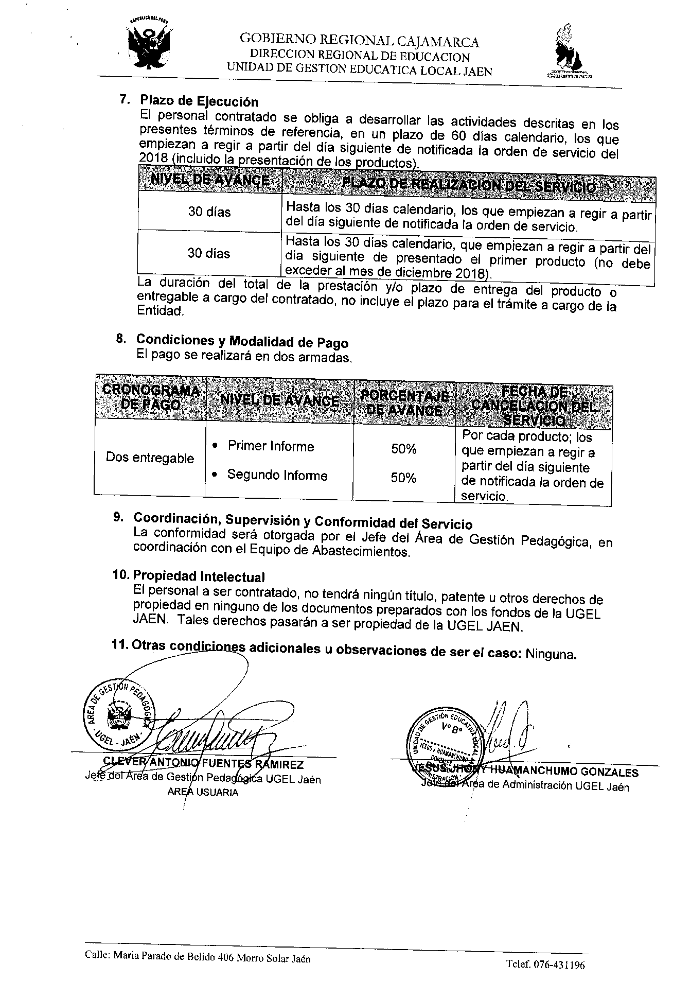 REPUBLICA DEL PERU
GOBIERNO REGIONAL CAJAMARCA
DIRECCION REGIONAL DE EDUCACION
UNIDAD DE GESTION EDUCATICA LOCAL JAEN
GOBIERNO REGIONAL
Cajamarca
7. Plazo de Ejecución
El personal contratado se obliga a desarrollar las actividades descritas en los
presentes términos de referencia, en un plazo de 60 días calendario, los que
empiezan a regir a partir del día siguiente de notificada la orden de servicio del
2018 (incluido la presentación de los productos).
NIVEL DE AVANCE PLAZO DE REALIZACION DEL SERVICIO
30 días
Hasta los 30 días calendario, los que empiezan a regir a partir
del día siguiente de notificada la orden de servicio.
30 días
Hasta los 30 días calendario, que empiezan a regir a partir del
día siguiente de presentado el primer producto (no debe
exceder al mes de diciembre 2018).
La duración del total de la prestación y/o plazo de entrega del producto o
entregable a cargo del contratado, no incluye el plazo para el trámite a cargo de la
Entidad.
8. Condiciones y Modalidad de Pago
El pago se realizará en dos armadas.
CRONOGRAMA
DE PAGO
NIVEL DE AVANCE
PORCENTAJE
DE AVANCE
FECHA DE
CANCELACION DEL
SERVICIO
Dos entregable
• Primer Informe
• Segundo Informe
50%
50%
Por cada producto; los
que empiezan a regir a
partir del día siguiente
de notificada la orden de
servicio.
9. Coordinación, Supervisión y Conformidad del Servicio
La conformidad será otorgada por el Jefe del Área de Gestión Pedagógica, en
coordinación con el Equipo de Abastecimientos.
10. Propiedad Intelectual
El personal a ser contratado, no tendrá ningún título, patente u otros derechos de
propiedad en ninguno de los documentos preparados con los fondos de la UGEL
JAEN. Tales derechos pasarán a ser propiedad de la UGEL JAEN.
11. Otras condiciones adicionales u observaciones de ser el caso: Ninguna.
AREA DE GESTIÓN PEDAGOGICA
- UGEL - JAÉN -
CLEVER ANTONIO FUENTES RAMIREZ
Jefe del Área de Gestión Pedagógica UGEL Jaén
AREA USUARIA
UNIDAD DE GESTIÓN EDUCATIVA LOCAL JAEN
V° B°
JESUS J HUAMANCHUMO
GONZALES
ADMINISTRACIÓN
JESUS JHONY HUAMANCHUMO GONZALES
Jefe del Area de Administración UGEL Jaén
Calle: Maria Parado de Belido 406 Morro Solar Jaén
Telef. 076-431196